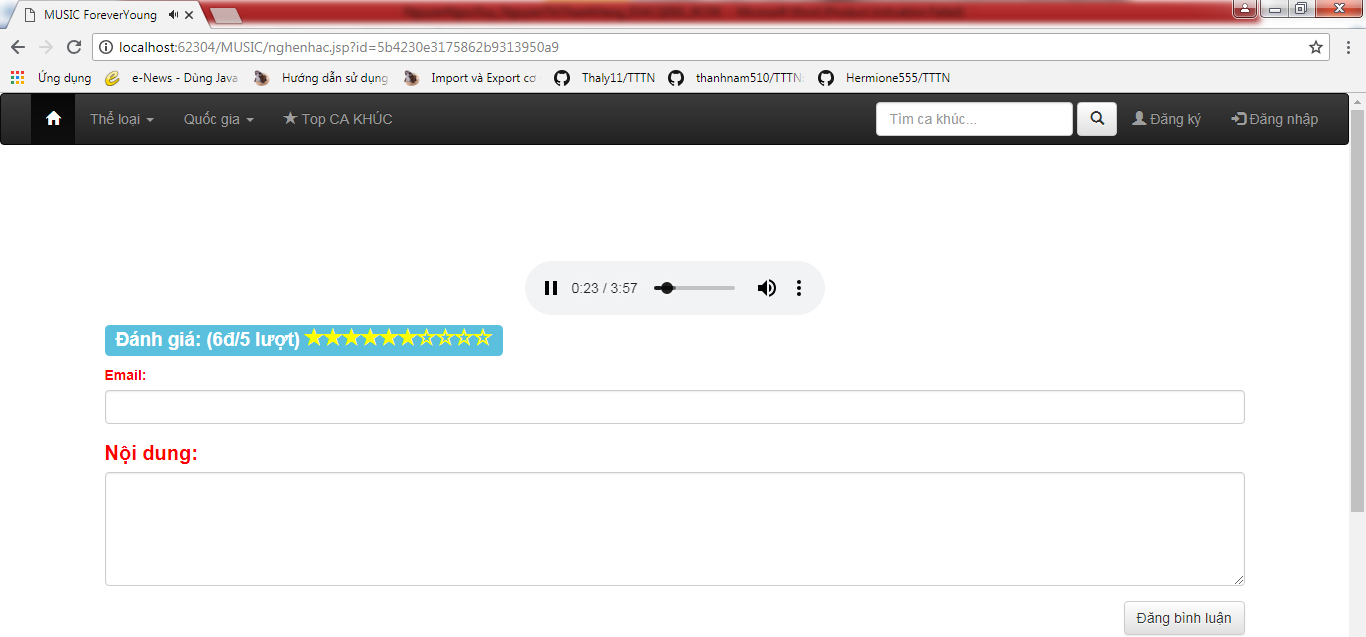 MUSIC ForeverYoung
localhost:62304/MUSIC/nghenhac.jsp?id=5b4230e3175862b9313950a9
Ứng dụng e-News - Dùng Java Hướng dẫn sử dụng Import và Export cơ Thaly11/TTTN thanhnam510/TTTN: Hermione555/TTTN
Thể loại Quốc gia ★ Top CA KHÚC Tìm ca khúc... Đăng ký Đăng nhập
0:23 / 3:57
Đánh giá: (6đ/5 lượt) ★★★★★★☆☆☆☆
Email:
Nội dung:
Đăng bình luận